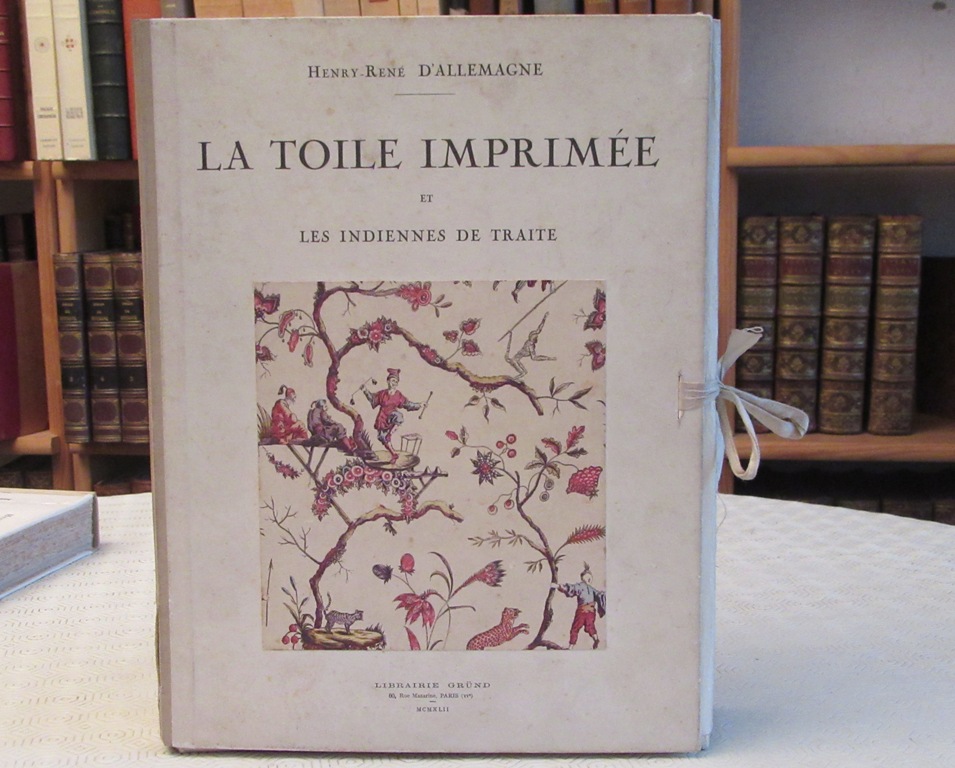 Henry-René D'ALLEMAGNE
LA TOILE IMPRIMÉE
ET
LES INDIENNES DE TRAITE
LIBRAIRIE GRÜND
60, Rue Mazarine, PARIS (VIᵉ)
MCMXLII